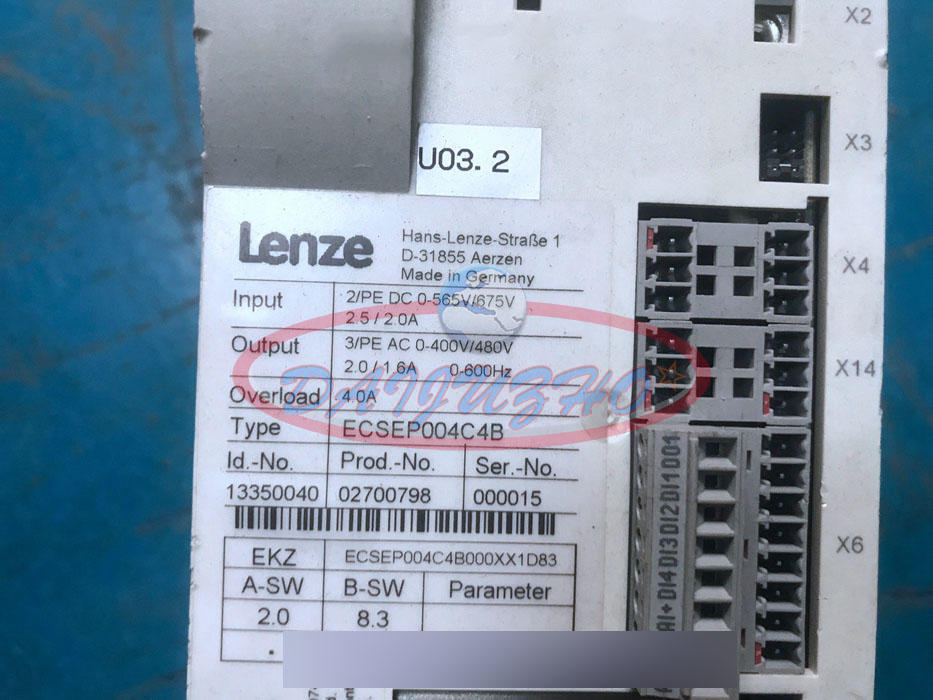 X2
X3
U03. 2
Lenze
Hans-Lenze-Straße 1
D-31855 Aerzen
Made in Germany
X4
Input
2/PE DC 0-565V/675V
2.5 / 2.0A
Output
3/PE AC 0-400V/480V
2.0 / 1.6A 0-600Hz
X14
Overload 4.0A
DAIJUZHO
Type ECSEP004C4B
Id.-No. Prod.-No. Ser.-No.
13350040 02700798 000015
EKZ ECSEP004C4B000XX1D83
A-SW B-SW Parameter
2.0 8.3
AI+ DI4 DI3 DI2 DI1 001
X6